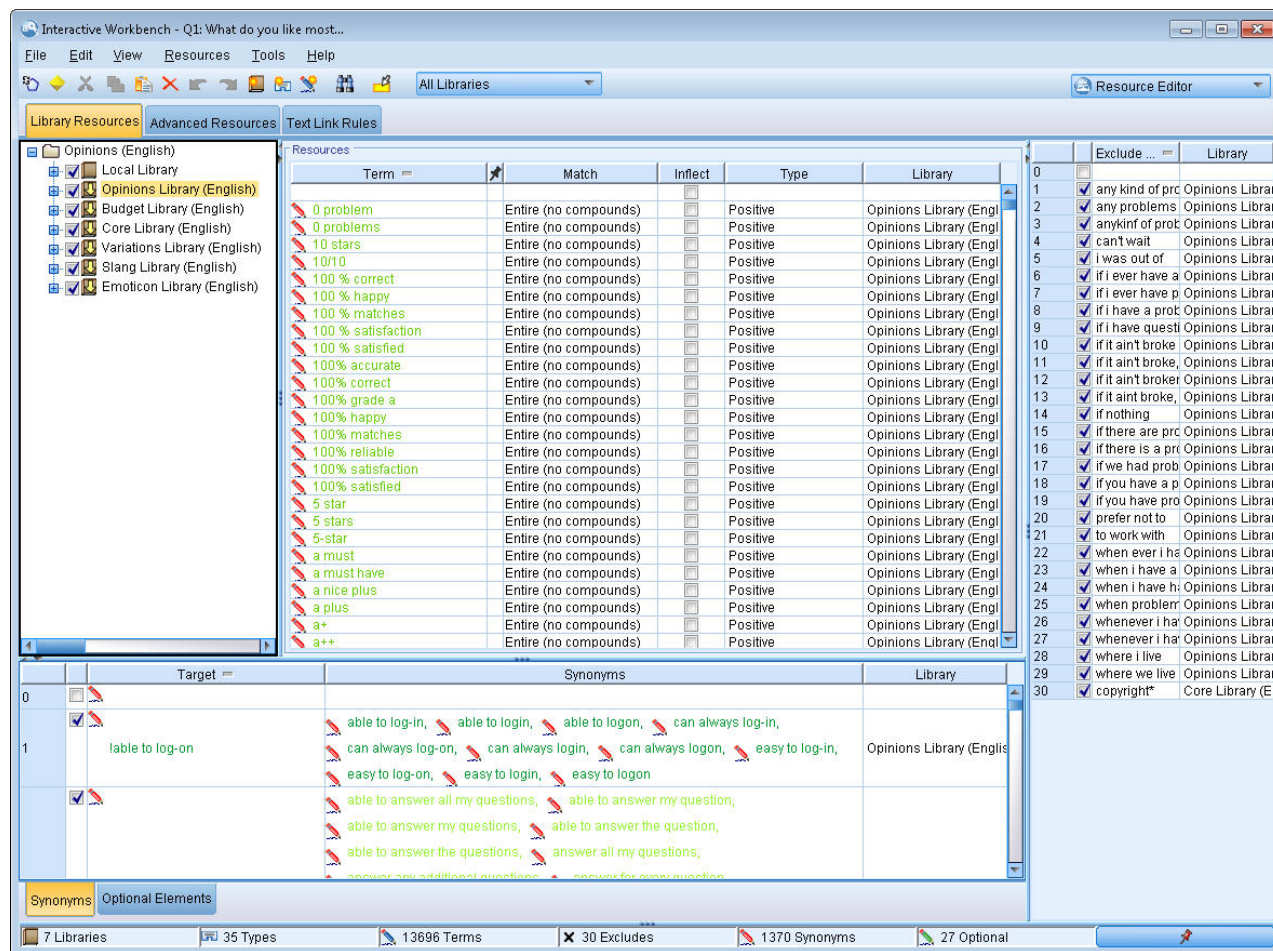 Interactive Workbench - Q1: What do you like most...
File Edit View Resources Tools Help
All Libraries Resource Editor
Library Resources Advanced Resources Text Link Rules
Opinions (English)
Local Library
Opinions Library (English)
Budget Library (English)
Core Library (English)
Variations Library (English)
Slang Library (English)
Emoticon Library (English)
Resources
Term Match Inflect Type Library
0 problem Entire (no compounds) Positive Opinions Library (Engl
0 problems Entire (no compounds) Positive Opinions Library (Engl
10 stars Entire (no compounds) Positive Opinions Library (Engl
10/10 Entire (no compounds) Positive Opinions Library (Engl
100 % correct Entire (no compounds) Positive Opinions Library (Engl
100 % happy Entire (no compounds) Positive Opinions Library (Engl
100 % matches Entire (no compounds) Positive Opinions Library (Engl
100 % satisfaction Entire (no compounds) Positive Opinions Library (Engl
100 % satisfied Entire (no compounds) Positive Opinions Library (Engl
100% accurate Entire (no compounds) Positive Opinions Library (Engl
100% correct Entire (no compounds) Positive Opinions Library (Engl
100% grade a Entire (no compounds) Positive Opinions Library (Engl
100% happy Entire (no compounds) Positive Opinions Library (Engl
100% matches Entire (no compounds) Positive Opinions Library (Engl
100% reliable Entire (no compounds) Positive Opinions Library (Engl
100% satisfaction Entire (no compounds) Positive Opinions Library (Engl
100% satisfied Entire (no compounds) Positive Opinions Library (Engl
5 star Entire (no compounds) Positive Opinions Library (Engl
5 stars Entire (no compounds) Positive Opinions Library (Engl
5-star Entire (no compounds) Positive Opinions Library (Engl
a must Entire (no compounds) Positive Opinions Library (Engl
a must have Entire (no compounds) Positive Opinions Library (Engl
a nice plus Entire (no compounds) Positive Opinions Library (Engl
a plus Entire (no compounds) Positive Opinions Library (Engl
a+ Entire (no compounds) Positive Opinions Library (Engl
a++ Entire (no compounds) Positive Opinions Library (Engl
Exclude ... Library
0
1 any kind of prc Opinions Librar
2 any problems Opinions Librar
3 anykinf of prot Opinions Librar
4 can't wait Opinions Librar
5 i was out of Opinions Librar
6 if i ever have a Opinions Librar
7 if i ever have p Opinions Librar
8 if i have a prot Opinions Librar
9 if i have questi Opinions Librar
10 if it ain't broke Opinions Librar
11 if it ain't broke, Opinions Librar
12 if it ain't broker Opinions Librar
13 if it aint broke, Opinions Librar
14 if nothing Opinions Librar
15 if there are prc Opinions Librar
16 if there is a prc Opinions Librar
17 if we had prob Opinions Librar
18 if you have a p Opinions Librar
19 if you have pro Opinions Librar
20 prefer not to Opinions Librar
21 to work with Opinions Librar
22 when ever i ha Opinions Librar
23 when i have a Opinions Librar
24 when i have h Opinions Librar
25 when problem Opinions Librar
26 whenever i ha Opinions Librar
27 whenever i ha Opinions Librar
28 where i live Opinions Librar
29 where we live Opinions Librar
30 copyright* Core Library (E
Target Synonyms Library
0
able to log-in, able to login, able to logon, can always log-in,
1 !able to log-on can always log-on, can always login, can always logon, easy to log-in, Opinions Library (Englis
easy to log-on, easy to login, easy to logon
able to answer all my questions, able to answer my question,
able to answer my questions, able to answer the question,
able to answer the questions, answer all my questions,
answer any additional questions, answer for every question
Synonyms Optional Elements
7 Libraries 35 Types 13696 Terms 30 Excludes 1370 Synonyms 27 Optional